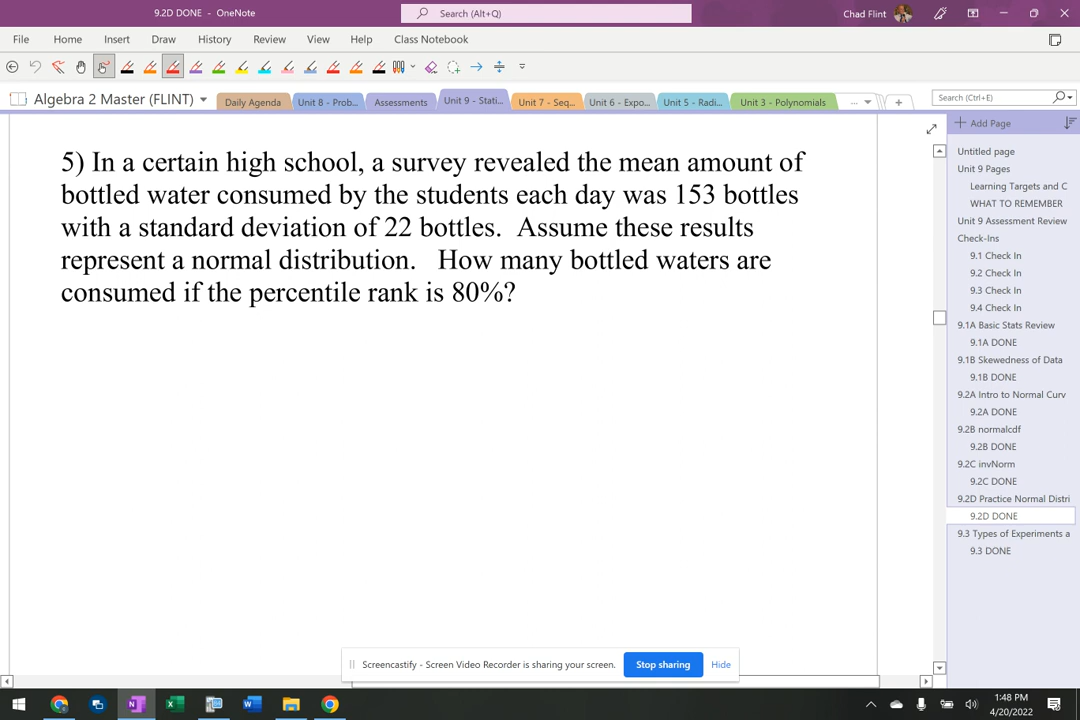 9.2D DONE - OneNote
Search (Alt+Q)
Chad Flint
File Home Insert Draw History Review View Help Class Notebook
Algebra 2 Master (FLINT)
Daily Agenda
Unit 8 - Prob...
Assessments
Unit 9 - Stati...
Unit 7 - Seq...
Unit 6 - Expo...
Unit 5 - Radi...
Unit 3 - Polynomials
...
Search (Ctrl+E)
5) In a certain high school, a survey revealed the mean amount of
bottled water consumed by the students each day was 153 bottles
with a standard deviation of 22 bottles. Assume these results
represent a normal distribution. How many bottled waters are
consumed if the percentile rank is 80%?
Add Page
Untitled page
Unit 9 Pages
Learning Targets and C
WHAT TO REMEMBER
Unit 9 Assessment Review
Check-Ins
9.1 Check In
9.2 Check In
9.3 Check In
9.4 Check In
9.1A Basic Stats Review
9.1A DONE
9.1B Skewedness of Data
9.1B DONE
9.2A Intro to Normal Curv
9.2A DONE
9.2B normalcdf
9.2B DONE
9.2C invNorm
9.2C DONE
9.2D Practice Normal Distri
9.2D DONE
9.3 Types of Experiments a
9.3 DONE
Screencastify - Screen Video Recorder is sharing your screen.
Stop sharing
Hide
1:48 PM
4/20/2022